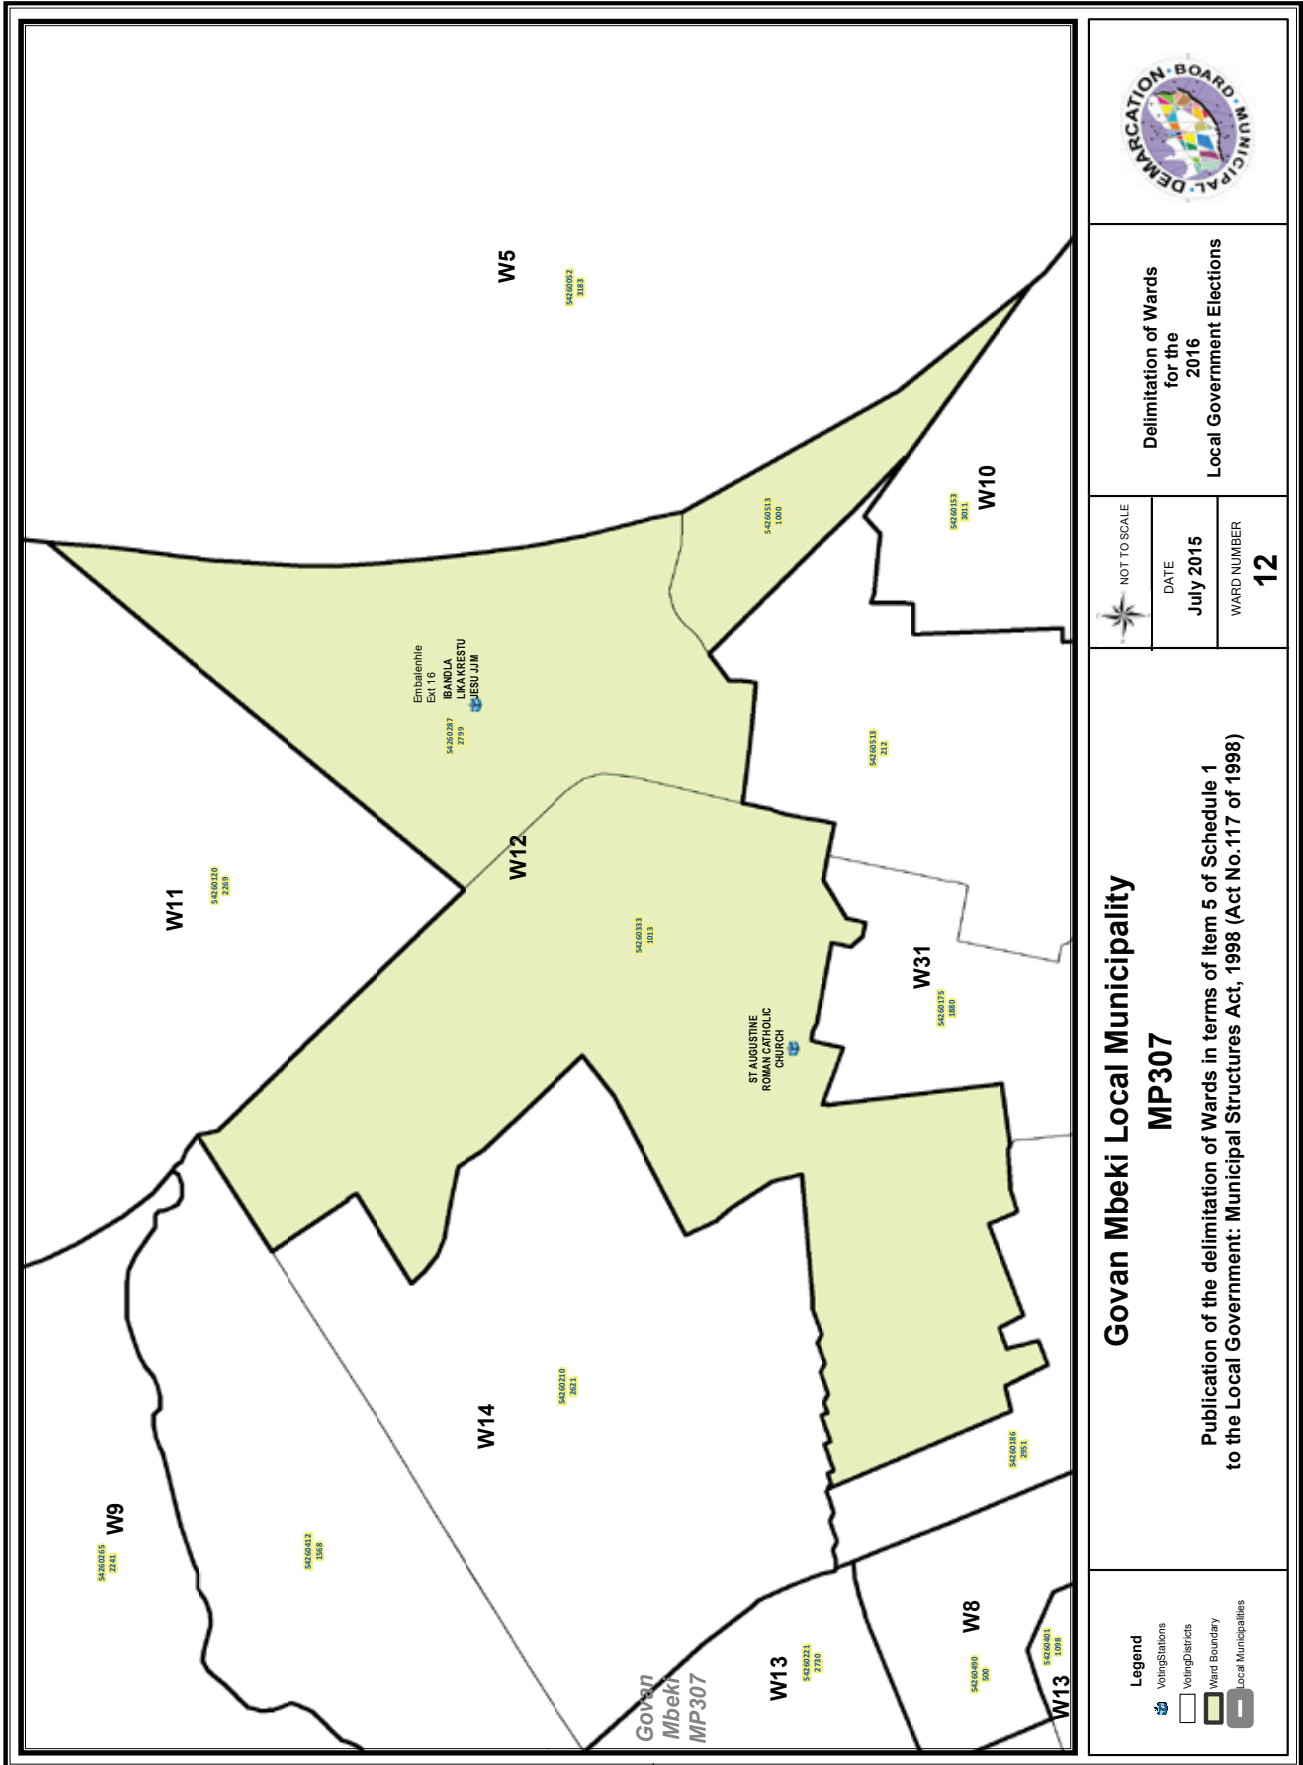 W11
54260120
2269
W5
54260052
3183
Embalenhle
Ext 16
IBANDLA
LIKAKRESTU
JESU JJM
54260287
2799
W12
54260333
1013
54260513
1000
54260153
3011
W10
54260513
212
ST AUGUSTINE
ROMAN CATHOLIC
CHURCH
W31
54260175
1880
W9
54260265
2241
54260412
1568
W14
54260210
2621
54260186
2951
W13
54260221
2730
W8
54260490
500
54260401
1098
W13
Govan
Mbeki
MP307
Legend
VotingStations
VotingDistricts
Ward Boundary
Local Municipalities
Govan Mbeki Local Municipality
MP307
Publication of the delimitation of Wards in terms of Item 5 of Schedule 1
to the Local Government: Municipal Structures Act, 1998 (Act No.117 of 1998)
NOT TO SCALE
DATE
July 2015
WARD NUMBER
12
Delimitation of Wards
for the
2016
Local Government Elections
MUNICIPAL · DEMARCATION · BOARD